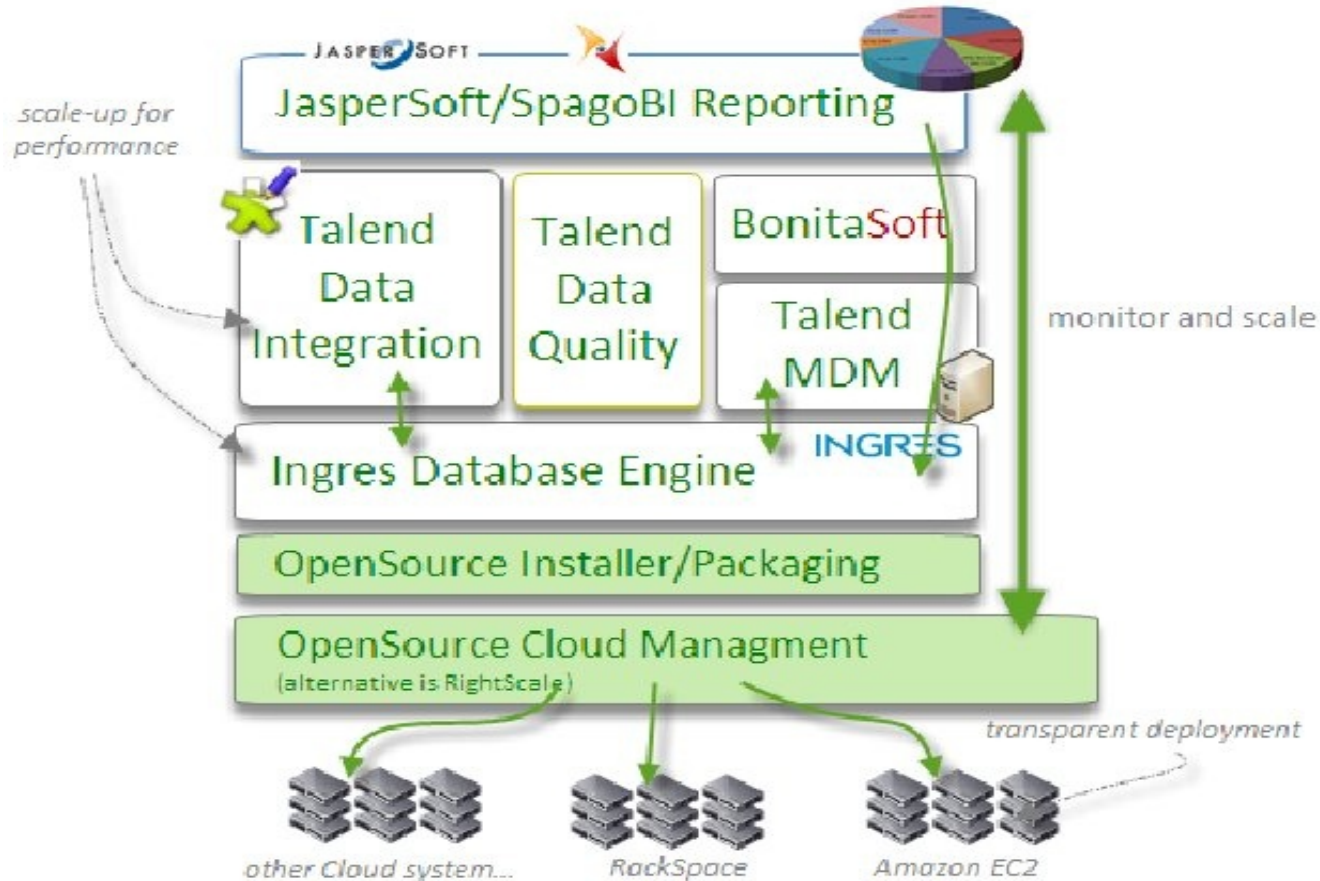 JASPERSOFT
JasperSoft/SpagoBI Reporting
scale-up for
performance
Talend
Data
Integration
Talend
Data
Quality
BonitaSoft
Talend
MDM
monitor and scale
INGRES
Ingres Database Engine
OpenSource Installer/Packaging
OpenSource Cloud Managment
(alternative is RightScale)
transparent deployment
other Cloud system...
RackSpace
Amazon EC2